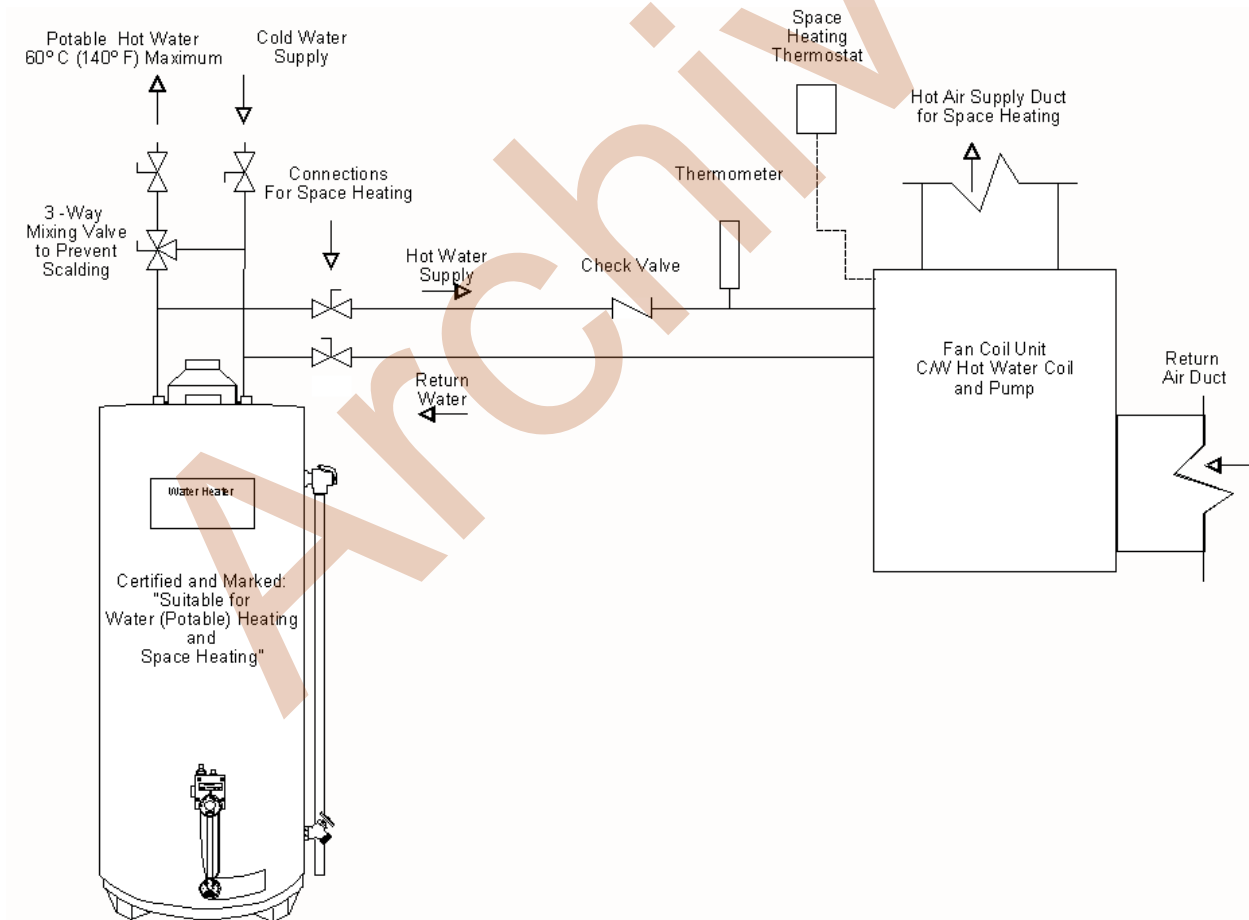 Potable Hot Water
60° C (140° F) Maximum
Cold Water
Supply
Space
Heating
Thermostat
Hot Air Supply Duct
for Space Heating
Connections
For Space Heating
Thermometer
3 -Way
Mixing Valve
to Prevent
Scalding
Hot Water
Supply
Check Valve
Fan Coil Unit
C/W Hot Water Coil
and Pump
Return
Air Duct
Return
Water
Water Heater
Certified and Marked:
"Suitable for
Water (Potable) Heating
and
Space Heating"
Archiv